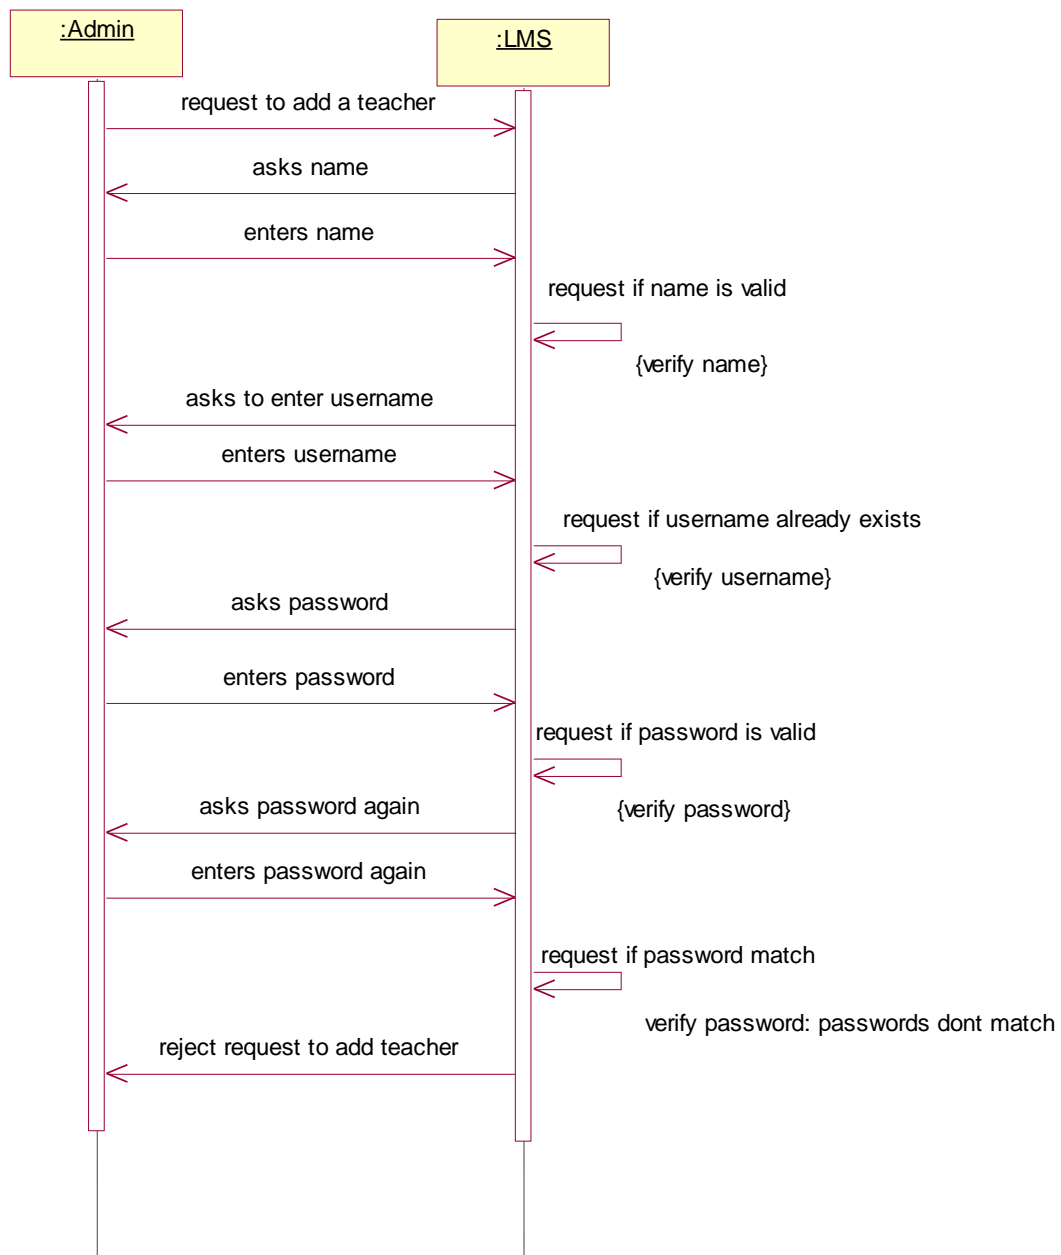 :Admin
:LMS
request to add a teacher
asks name
enters name
request if name is valid
{verify name}
asks to enter username
enters username
request if username already exists
{verify username}
asks password
enters password
request if password is valid
asks password again
{verify password}
enters password again
request if password match
verify password: passwords dont match
reject request to add teacher